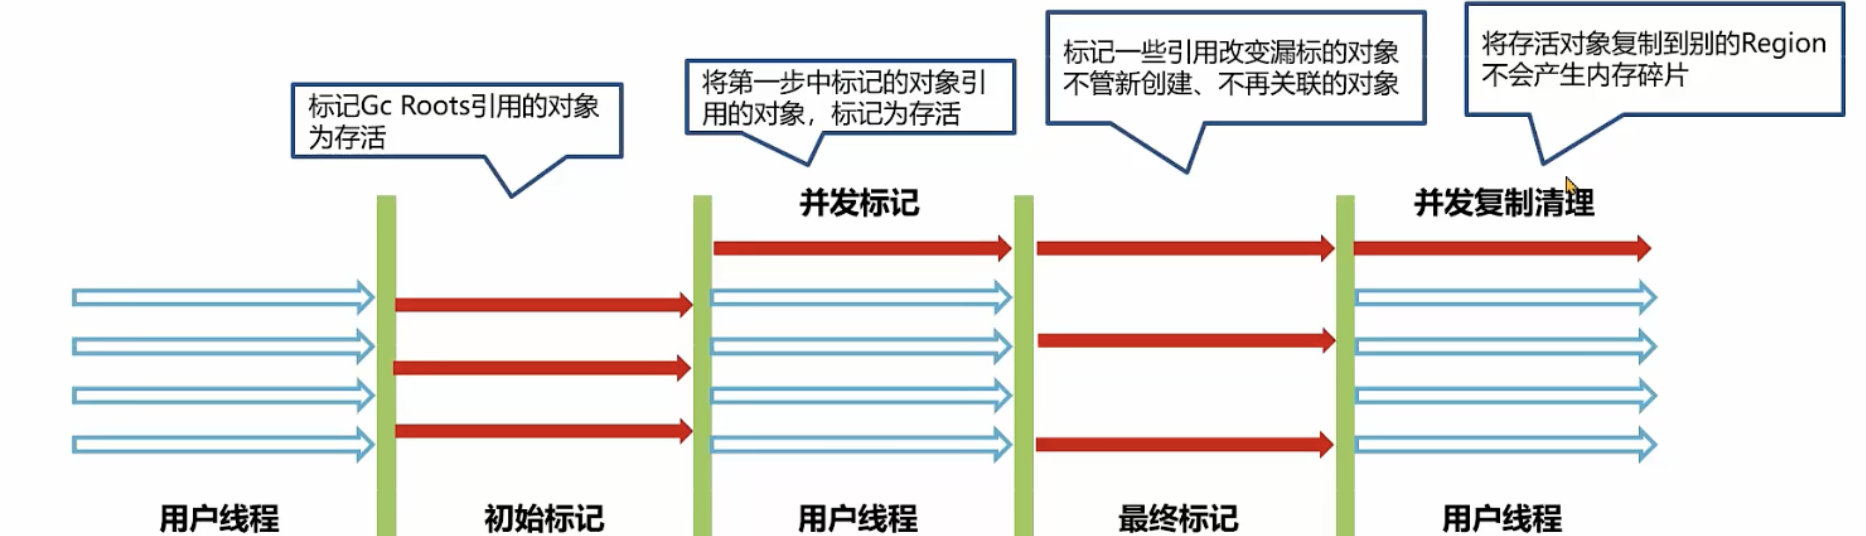 标记Gc Roots引用的对象
为存活
将第一步中标记的对象引
用的对象，标记为存活
标记一些引用改变漏标的对象
不管新创建、不再关联的对象
将存活对象复制到别的Region
不会产生内存碎片
并发标记
并发复制清理
用户线程
初始标记
用户线程
最终标记
用户线程